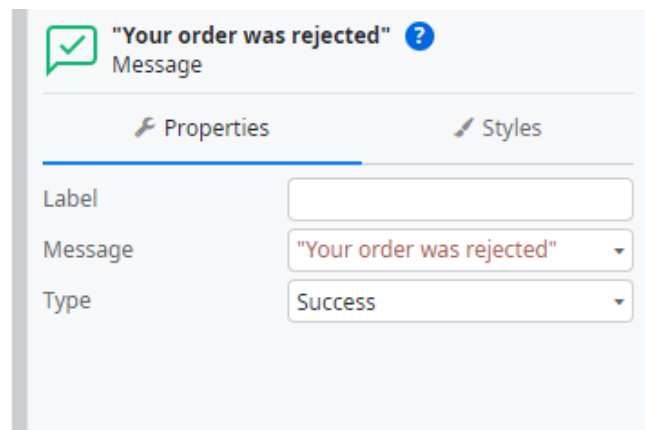 "Your order was rejected" ?
Message
Properties Styles
Label
Message "Your order was rejected"
Type Success